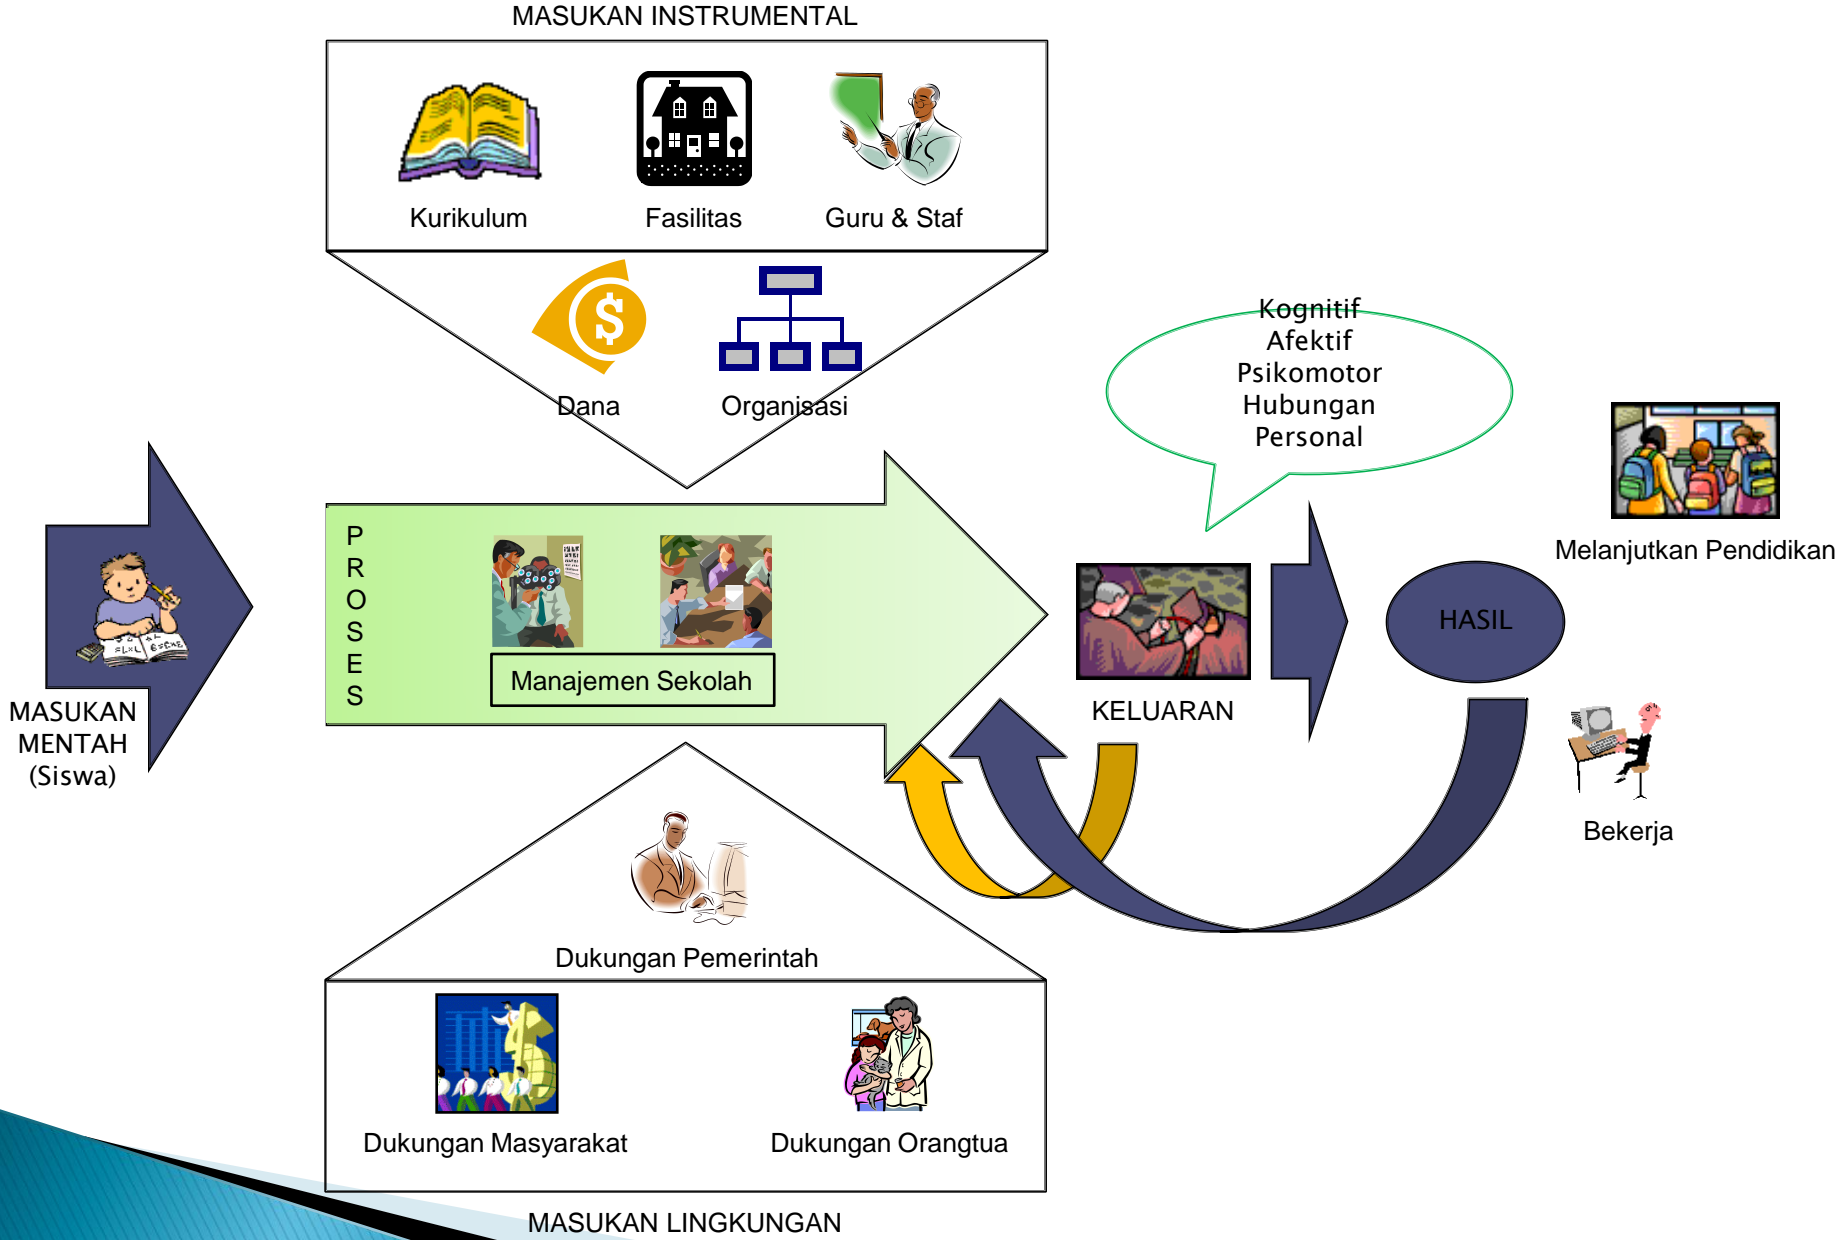 MASUKAN INSTRUMENTAL
Kurikulum
Fasilitas
Guru & Staf
Dana
Organisasi
MASUKAN
MENTAH
(Siswa)
P
R
O
S
E
S
Manajemen Sekolah
Kognitif
Afektif
Psikomotor
Hubungan
Personal
KELUARAN
HASIL
Melanjutkan Pendidikan
Bekerja
Dukungan Pemerintah
Dukungan Masyarakat
Dukungan Orangtua
MASUKAN LINGKUNGAN